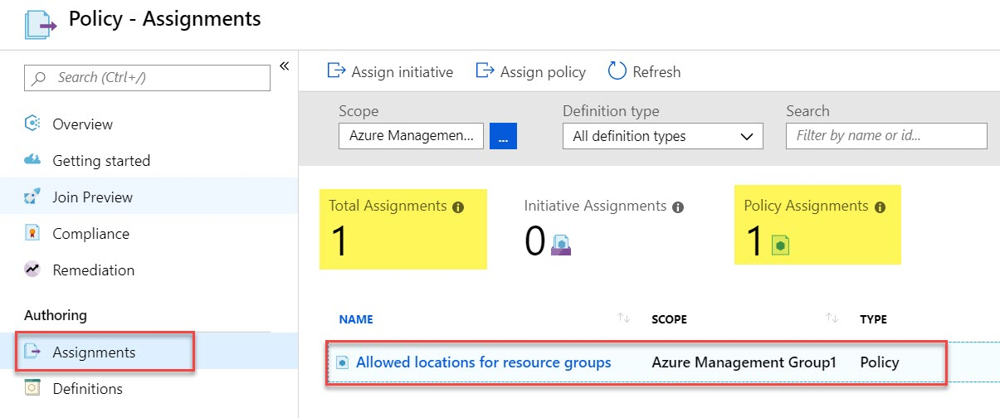 Policy - Assignments
Search (Ctrl+/)
«
Overview
Getting started
Join Preview
Compliance
Remediation
Authoring
Assignments
Definitions
Assign initiative Assign policy Refresh
Scope Definition type Search
Azure Managemen... ... All definition types Filter by name or id...
Total Assignments Initiative Assignments Policy Assignments
1 0 1
NAME SCOPE TYPE
Allowed locations for resource groups Azure Management Group1 Policy